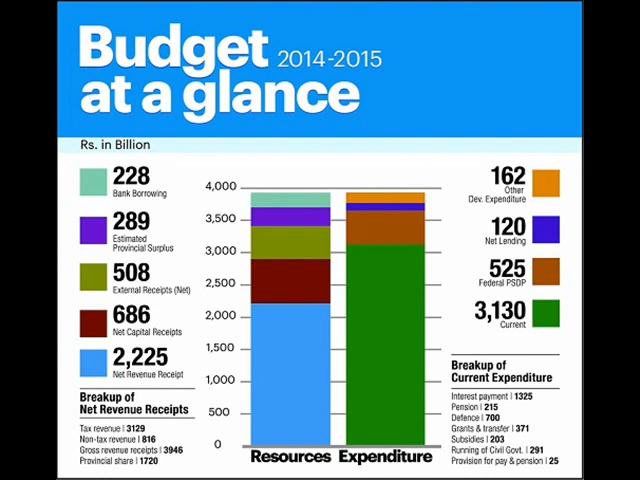 Budget 2014-2015
at a glance
Rs. in Billion
228
Bank Borrowing
289
Estimated
Provincial Surplus
508
External Receipts (Net)
686
Net Capital Receipts
2,225
Net Revenue Receipt
Breakup of
Net Revenue Receipts
Tax revenue | 3129
Non-tax revenue | 816
Gross revenue receipts | 3946
Provincial share | 1720
4,000
3,500
3,000
2,500
2,000
1,500
1,000
500
0
Resources Expenditure
162
Other
Dev. Expenditure
120
Net Lending
525
Federal PSDP
3,130
Current
Breakup of
Current Expenditure
Interest payment | 1325
Pension | 215
Defence | 700
Grants & transfer | 371
Subsidies | 203
Running of Civil Govt. | 291
Provision for pay & pension | 25